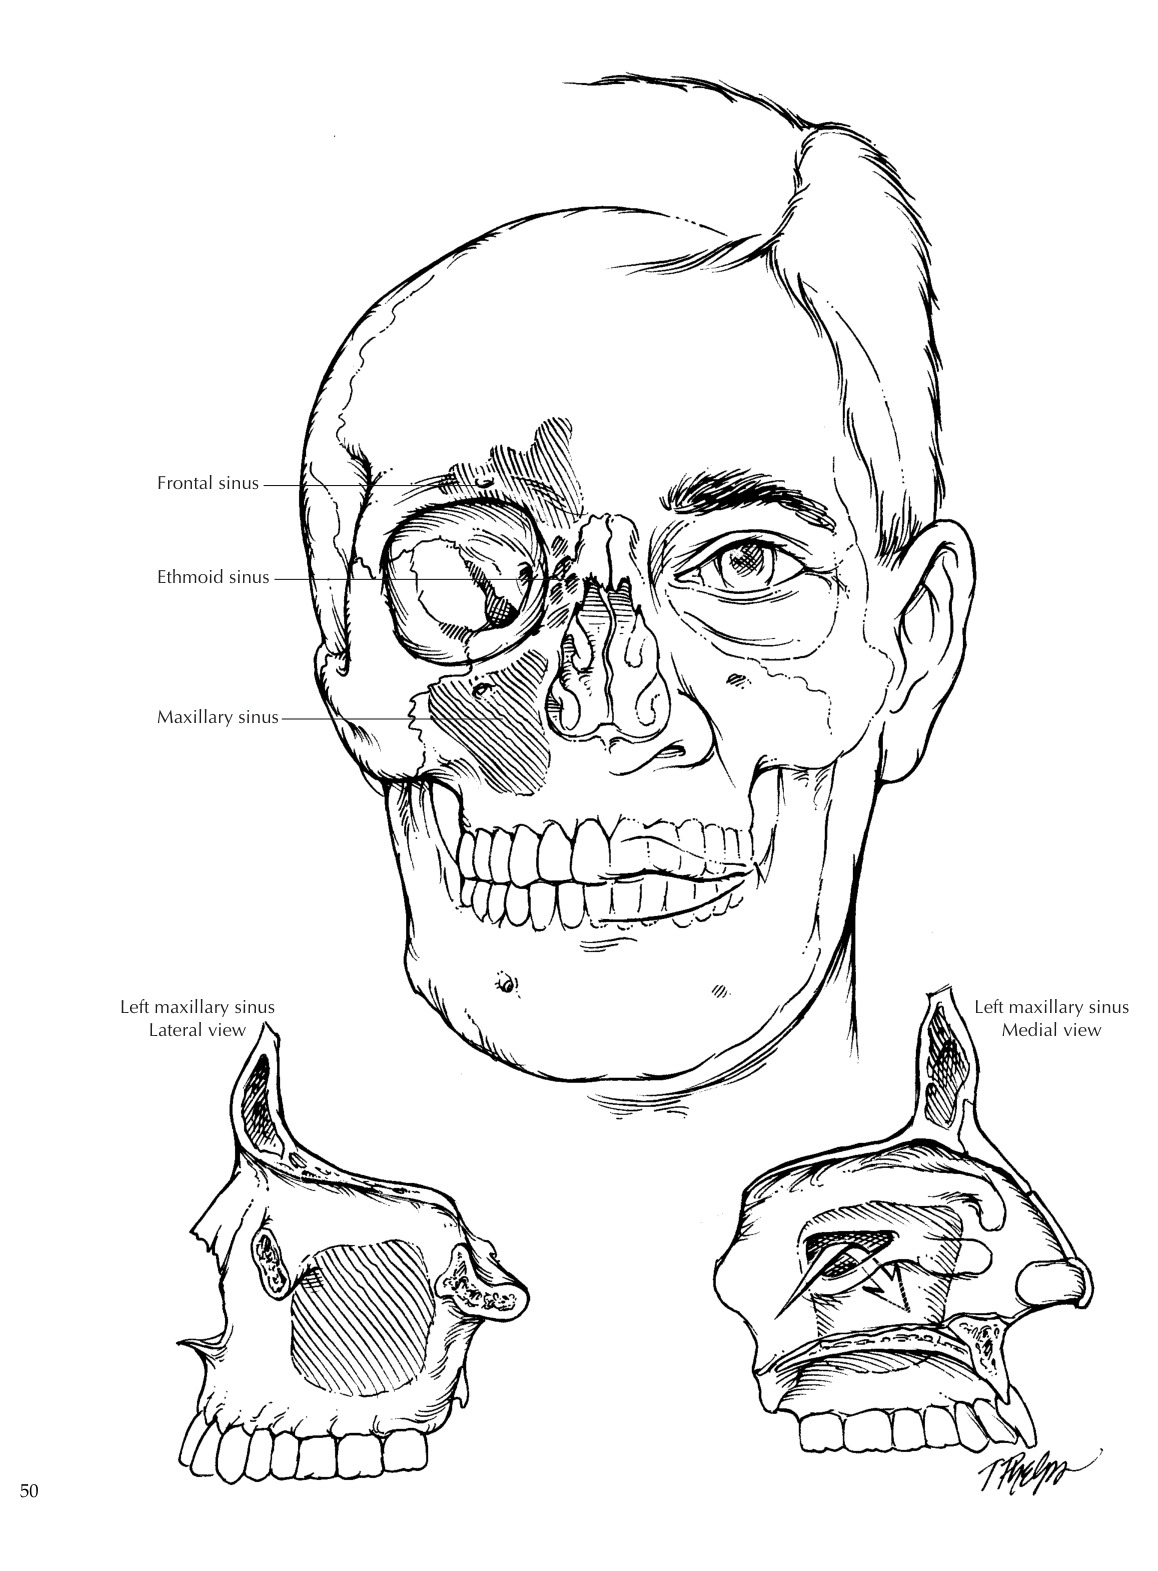 Frontal sinus
Ethmoid sinus
Maxillary sinus
Left maxillary sinus
Lateral view
Left maxillary sinus
Medial view
T Phelps
50